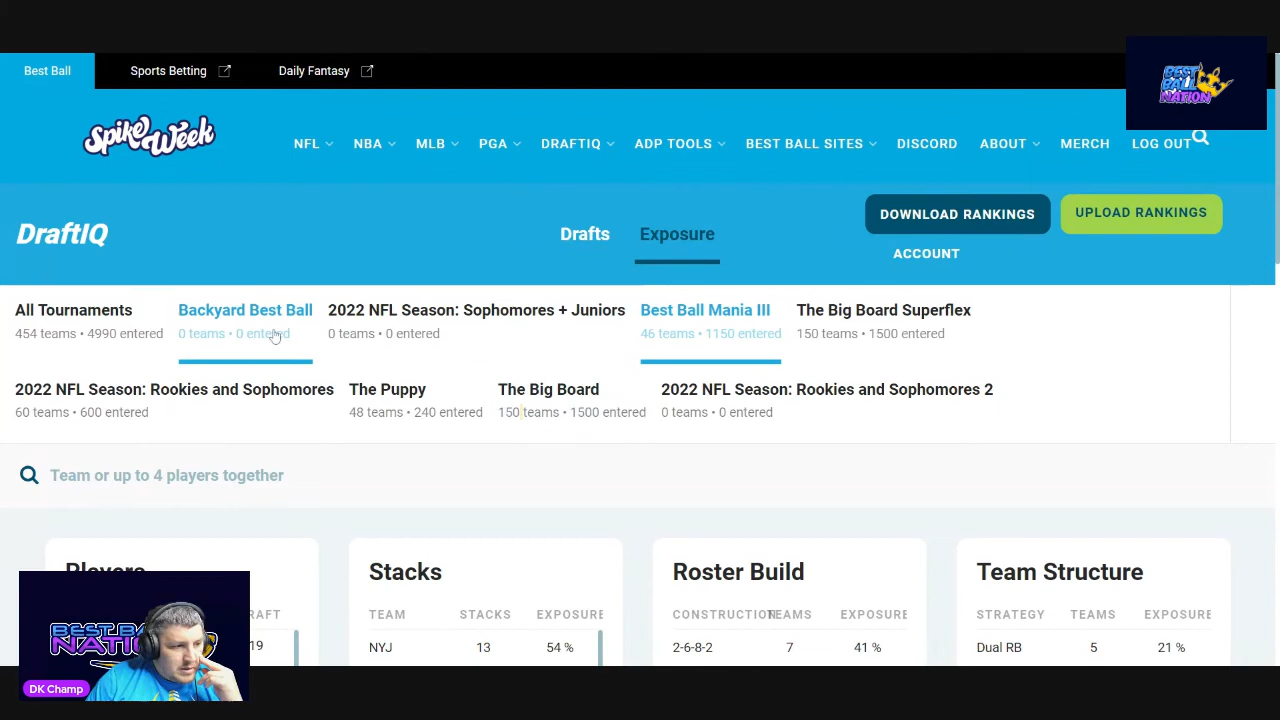 Best Ball
Sports Betting
Daily Fantasy
BEST
BALL
NATION
Spike Week
NFL
NBA
MLB
PGA
DRAFTIQ
ADP TOOLS
BEST BALL SITES
DISCORD
ABOUT
MERCH
LOG OUT
DraftIQ
Drafts
Exposure
DOWNLOAD RANKINGS
UPLOAD RANKINGS
ACCOUNT
All Tournaments
454 teams • 4990 entered
Backyard Best Ball
0 teams • 0 entered
2022 NFL Season: Sophomores + Juniors
0 teams • 0 entered
Best Ball Mania III
46 teams • 1150 entered
The Big Board Superflex
150 teams • 1500 entered
2022 NFL Season: Rookies and Sophomores
60 teams • 600 entered
The Puppy
48 teams • 240 entered
The Big Board
150 teams • 1500 entered
2022 NFL Season: Rookies and Sophomores 2
0 teams • 0 entered
Team or up to 4 players together
Players
Stacks
TEAM STACKS EXPOSURE
NYJ 13 54 %
Roster Build
CONSTRUCTION TEAMS EXPOSURE
2-6-8-2 7 41 %
Team Structure
STRATEGY TEAMS EXPOSURE
Dual RB 5 21 %
DK Champ